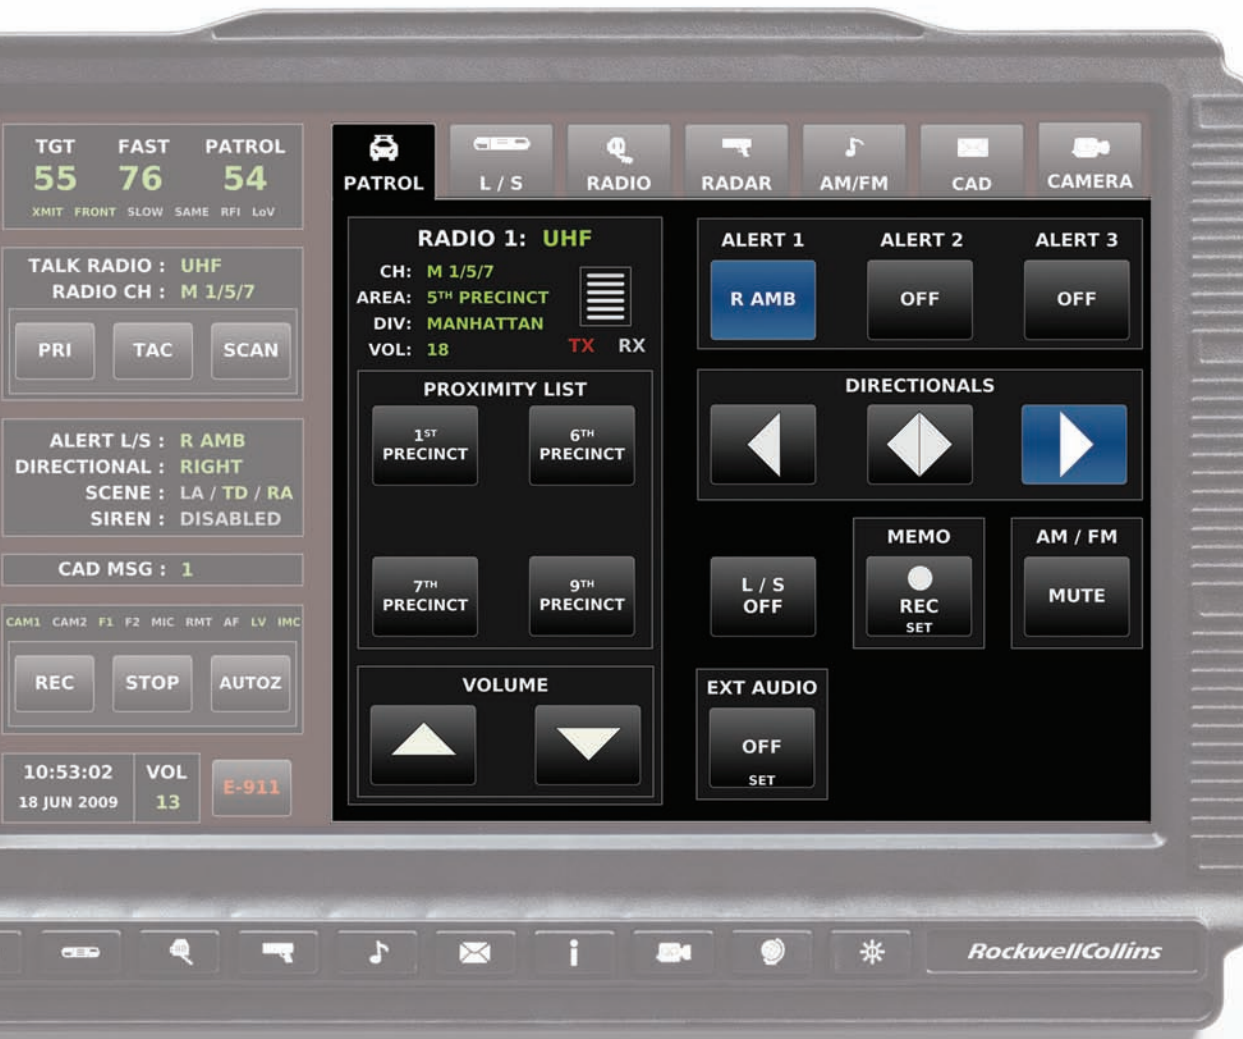 TGT FAST PATROL
55 76 54
XMIT FRONT SLOW SAME RFI LoV
TALK RADIO : UHF
RADIO CH : M 1/5/7
PRI TAC SCAN
ALERT L/S : R AMB
DIRECTIONAL : RIGHT
SCENE : LA / TD / RA
SIREN : DISABLED
CAD MSG : 1
CAM1 CAM2 F1 F2 MIC RMT AF LV IMC
REC STOP AUTOZ
10:53:02
18 JUN 2009
VOL
13
E-911
PATROL L / S RADIO RADAR AM/FM CAD CAMERA
RADIO 1: UHF
CH: M 1/5/7
AREA: 5TH PRECINCT
DIV: MANHATTAN
VOL: 18
TX RX
PROXIMITY LIST
1ST
PRECINCT
6TH
PRECINCT
7TH
PRECINCT
9TH
PRECINCT
VOLUME
ALERT 1 ALERT 2 ALERT 3
R AMB OFF OFF
DIRECTIONALS
L / S
OFF
MEMO
REC
SET
AM / FM
MUTE
EXT AUDIO
OFF
SET
RockwellCollins